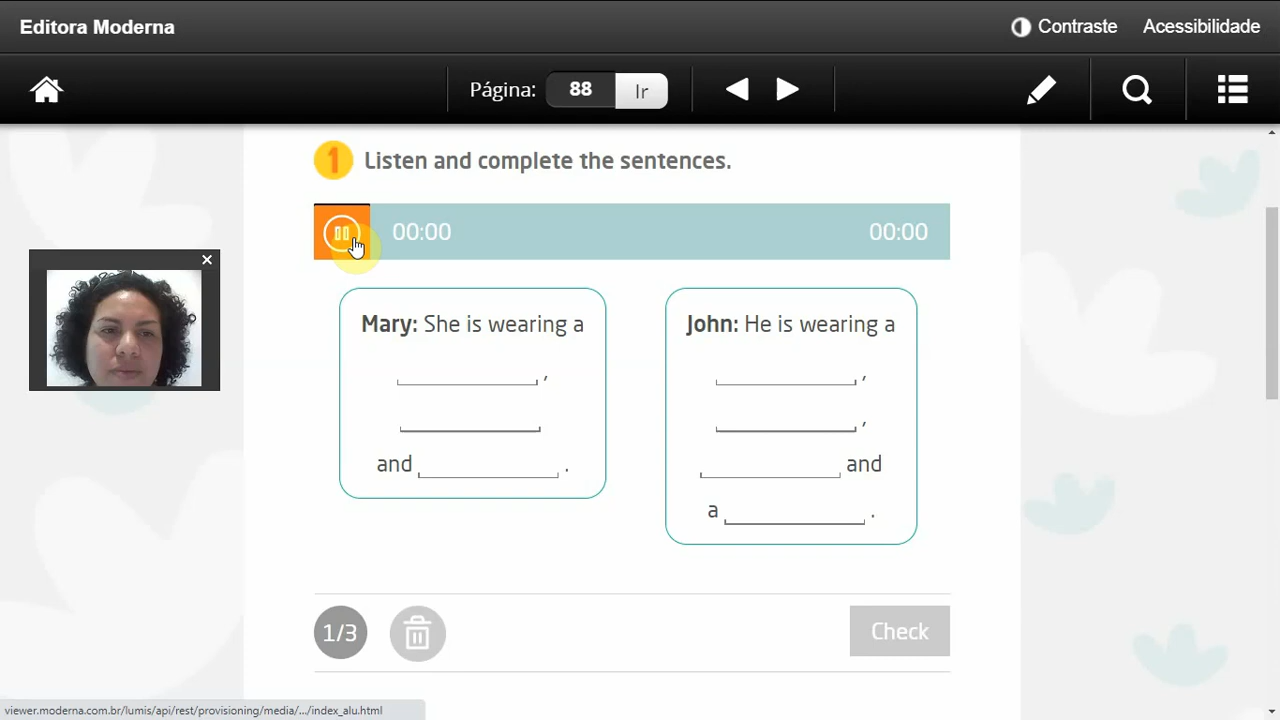 Editora Moderna
Contraste Acessibilidade
Página: 88 Ir
1 Listen and complete the sentences.
00:00 00:00
Mary: She is wearing a
,
and .
John: He is wearing a
,
,
and
a .
1/3 Check
viewer.moderna.com.br/lumis/api/rest/provisioning/media/.../index_alu.html